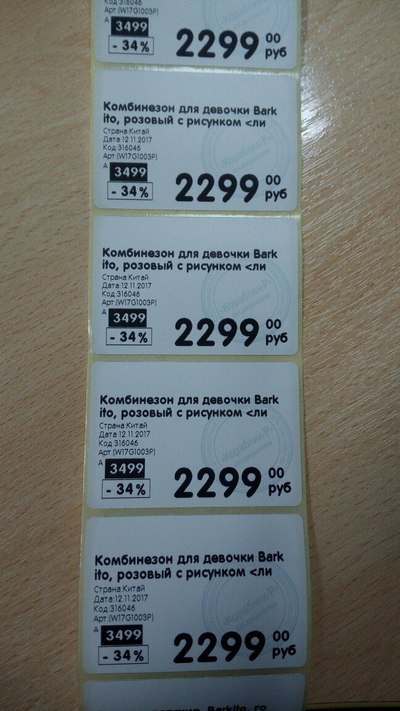 Код:316046
Арт.(W17G1003P)
А
3499
- 34%
2299 00
руб
Комбинезон для девочки Bark
ito, розовый с рисунком <ли
Страна:Китай
Дата:12.11.2017
Код:316046
Арт.(W17G1003P)
А
3499
- 34%
2299 00
руб
Комбинезон для девочки Bark
ito, розовый с рисунком <ли
Страна:Китай
Дата:12.11.2017
Код:316046
Арт.(W17G1003P)
А
3499
- 34%
2299 00
руб
Комбинезон для девочки Bark
ito, розовый с рисунком <ли
Страна:Китай
Дата:12.11.2017
Код:316046
Арт.(W17G1003P)
А
3499
- 34%
2299 00
руб
Комбинезон для девочки Bark
ito, розовый с рисунком <ли
Страна:Китай
Дата:12.11.2017
Код:316046
Арт.(W17G1003P)
А
3499
- 34%
2299 00
руб
Barkito,